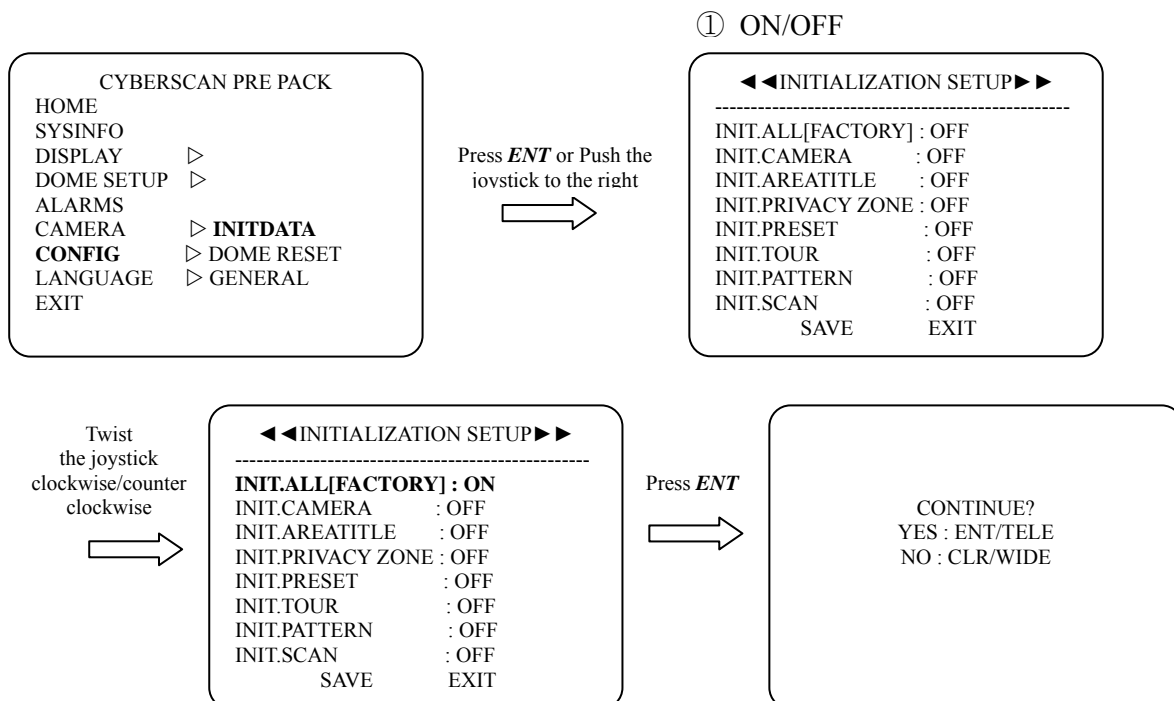 ① ON/OFF
CYBERSCAN PRE PACK
HOME
SYSINFO
DISPLAY ▷
DOME SETUP ▷
ALARMS
CAMERA ▷ INITDATA
CONFIG ▷ DOME RESET
LANGUAGE ▷ GENERAL
EXIT
Press ENT or Push the
joystick to the right
◄◄INITIALIZATION SETUP►►
--------------------------------------------------
INIT.ALL[FACTORY] : OFF
INIT.CAMERA : OFF
INIT.AREATITLE : OFF
INIT.PRIVACY ZONE : OFF
INIT.PRESET : OFF
INIT.TOUR : OFF
INIT.PATTERN : OFF
INIT.SCAN : OFF
SAVE EXIT
Twist
the joystick
clockwise/counter
clockwise
◄◄INITIALIZATION SETUP►►
--------------------------------------------------
INIT.ALL[FACTORY] : ON
INIT.CAMERA : OFF
INIT.AREATITLE : OFF
INIT.PRIVACY ZONE : OFF
INIT.PRESET : OFF
INIT.TOUR : OFF
INIT.PATTERN : OFF
INIT.SCAN : OFF
SAVE EXIT
Press ENT
CONTINUE?
YES : ENT/TELE
NO : CLR/WIDE